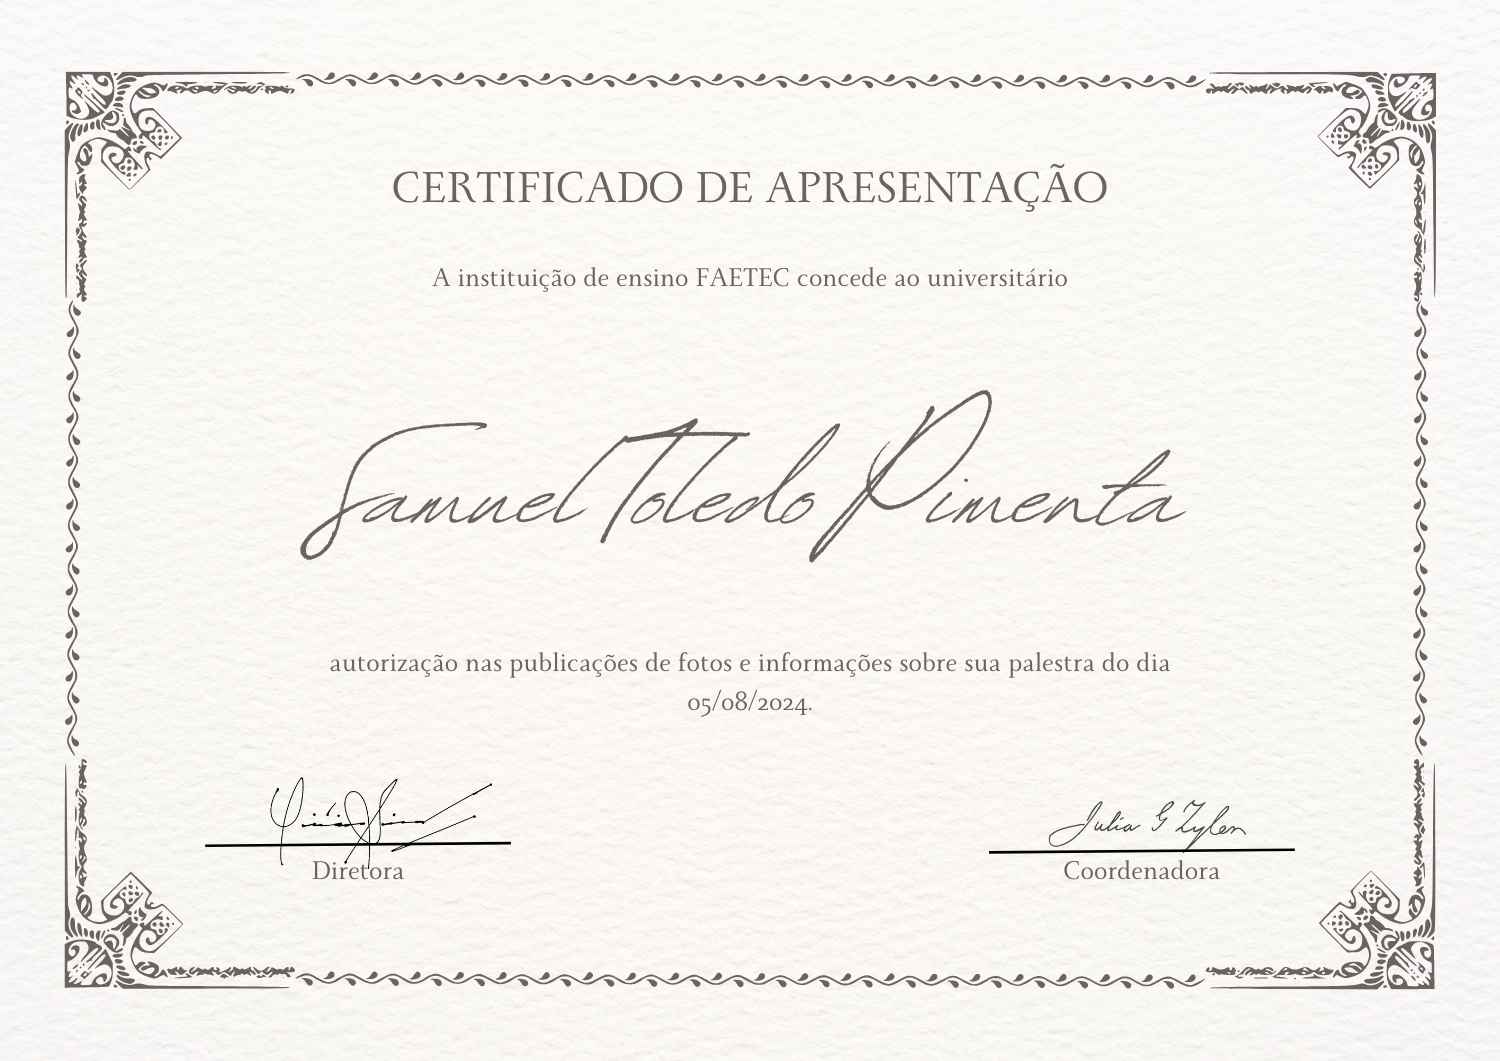 CERTIFICADO DE APRESENTAÇÃO
A instituição de ensino FAETEC concede ao universitário
Samuel Toledo Pimenta
autorização nas publicações de fotos e informações sobre sua palestra do dia
05/08/2024.
Julia G Zylen
Diretora
Coordenadora